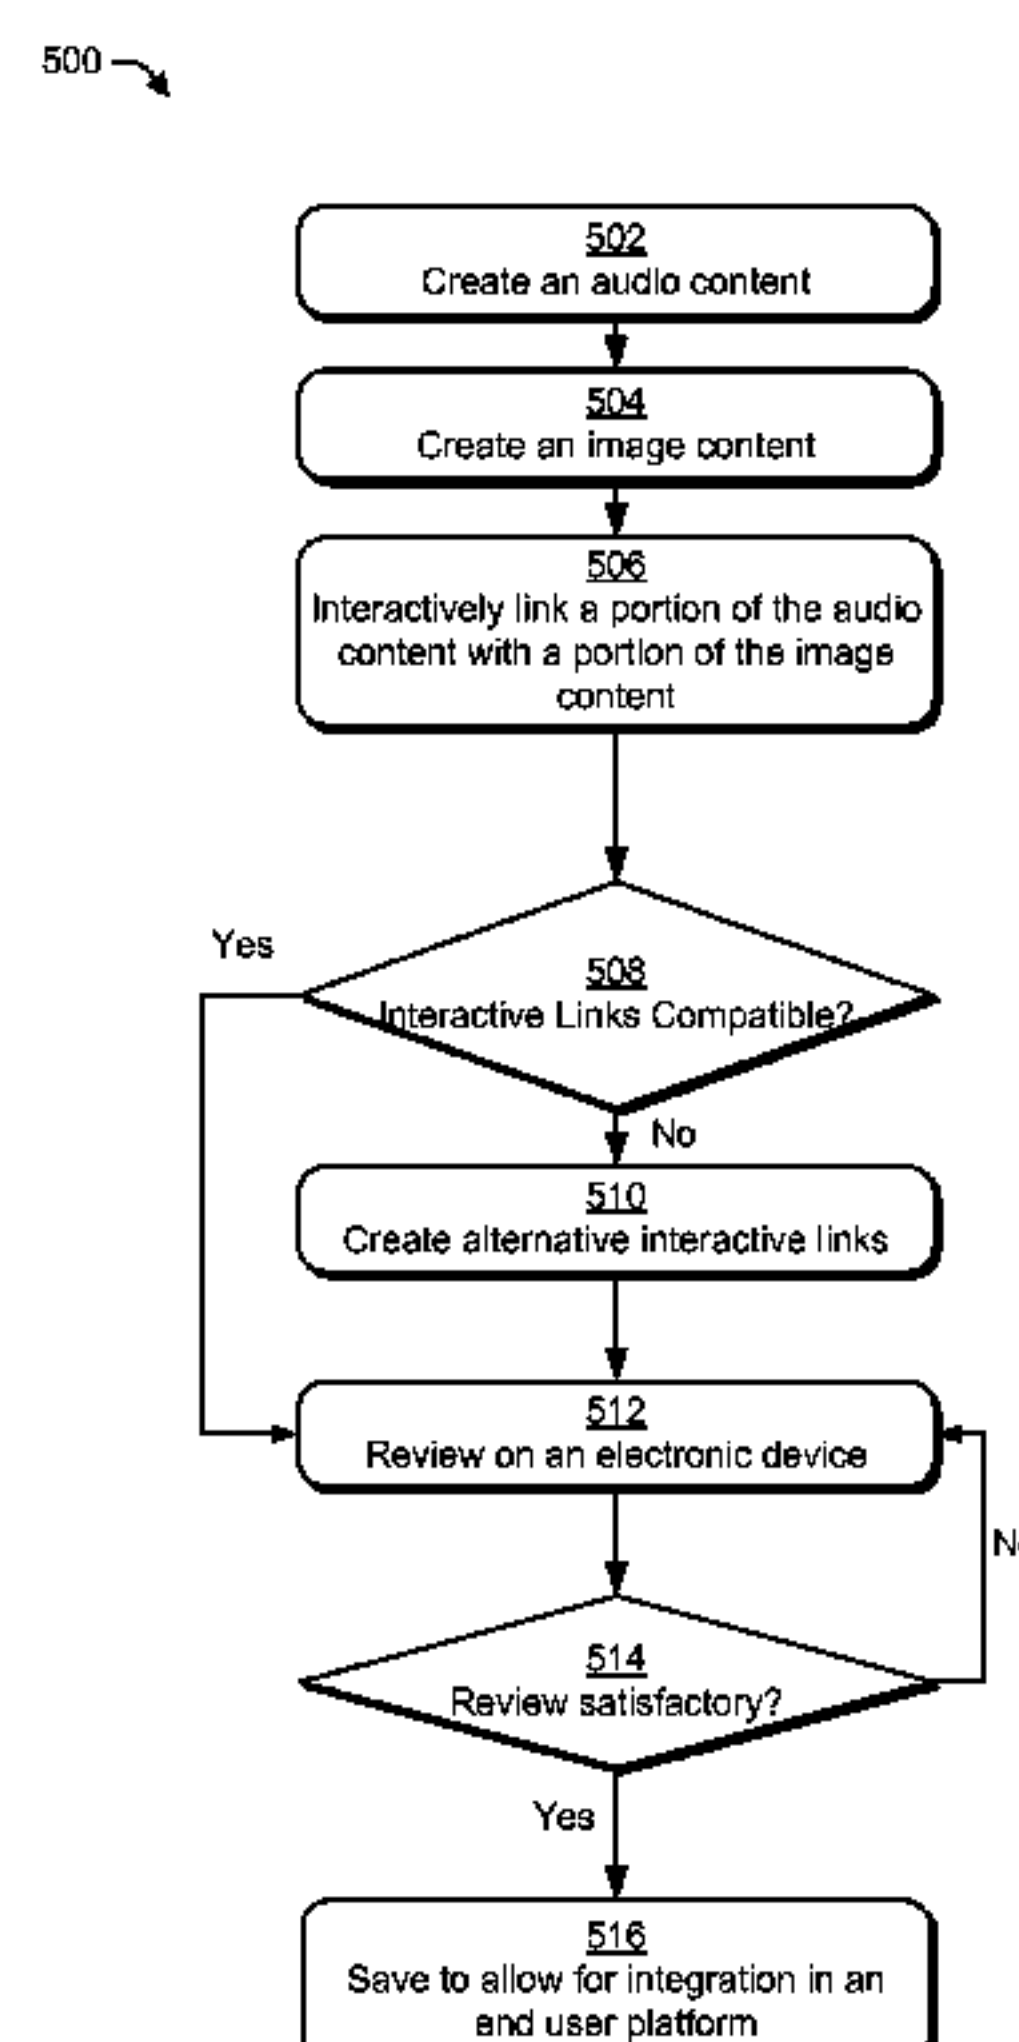 500
502
Create an audio content
504
Create an image content
506
Interactively link a portion of the audio
content with a portion of the image
content
Yes
508
Interactive Links Compatible?
No
510
Create alternative interactive links
512
Review on an electronic device
514
Review satisfactory?
Yes
516
Save to allow for integration in an
end user platform